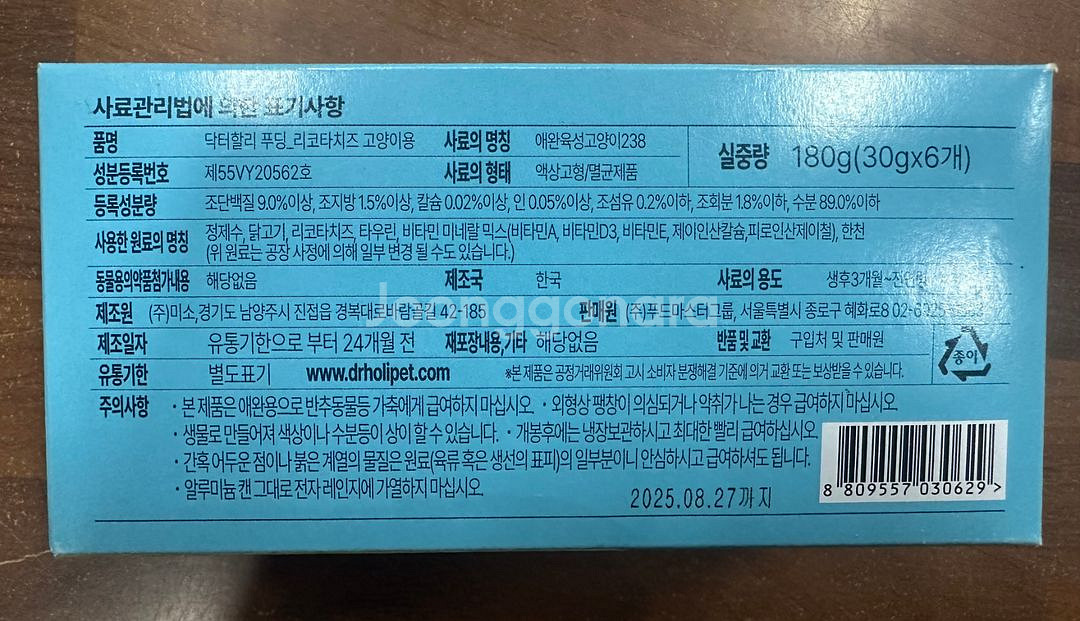 사료관리법에 의한 표기사항
품명 닥터할리 푸딩_리코타치즈 고양이용 사료의 명칭 애완육성고양이238
실중량 180g(30gx6개)
성분등록번호 제55VY20562호 사료의 형태 액상고형/멸균제품
등록성분량 조단백질 9.0%이상, 조지방 1.5%이상, 칼슘 0.02%이상, 인 0.05%이상, 조섬유 0.2%이하, 조회분 1.8%이하, 수분 89.0%이하
사용한 원료의 명칭 정제수, 닭고기, 리코타치즈, 타우린, 비타민 미네랄 믹스(비타민A, 비타민D3, 비타민E, 제이인산칼슘,피로인산제이철), 한천
(위 원료는 공장 사정에 의해 일부 변경 될 수도 있습니다.)
동물용의약품첨가내용 해당없음 제조국 한국 사료의 용도 생후3개월~전연령
제조원 (주)미소,경기도 남양주시 진접읍 경복대로바람골길 42-185 판매원 (주)푸드마스터그룹, 서울특별시 종로구 혜화로8
제조일자 유통기한으로 부터 24개월 전 재포장내용,기타 해당없음 반품 및 교환 구입처 및 판매원
종이
유통기한 별도표기 www.drholipet.com ※본 제품은 공정거래위원회 고시 소비자 분쟁해결 기준에 의거 교환 또는 보상받을 수 있습니다.
주의사항 · 본 제품은 애완용으로 반추동물등 가축에게 급여하지 마십시오. · 외형상 팽창이 의심되거나 악취가 나는 경우 급여하지 마십시오.
· 생물로 만들어져 색상이나 수분등이 상이 할 수 있습니다. · 개봉후에는 냉장보관하시고 최대한 빨리 급여하십시오.
· 간혹 어두운 점이나 붉은 계열의 물질은 원료(육류 혹은 생선의 표피)의 일부분이니 안심하시고 급여하셔도 됩니다.
· 알루미늄 캔 그대로 전자 레인지에 가열하지 마십시오.
2025.08.27까지
8 809557 030629 >
Joonggonara